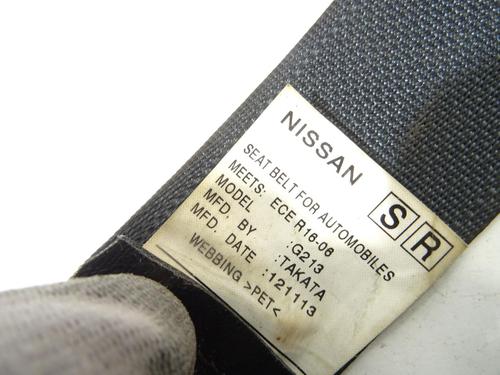 NISSAN
SEAT BELT FOR AUTOMOBILES
MEETS: ECE R16-06
MODEL :G213
MFD. BY :TAKATA
MFD. DATE :121113
WEBBING >PET<
S R